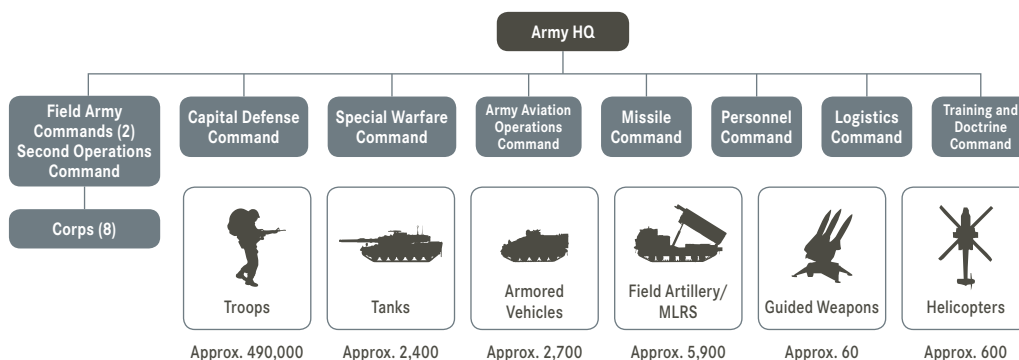 Army HQ
Field Army
Commands (2)
Second Operations
Command
Capital Defense
Command
Special Warfare
Command
Army Aviation
Operations
Command
Missile
Command
Personnel
Command
Logistics
Command
Training and
Doctrine
Command
Corps (8)
Troops
Tanks
Armored
Vehicles
Field Artillery/
MLRS
Guided Weapons
Helicopters
Approx. 490,000
Approx. 2,400
Approx. 2,700
Approx. 5,900
Approx. 60
Approx. 600